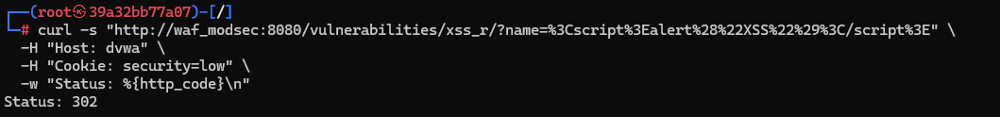 ┌──(root㉿39a32bb77a07)-[/]
└─# curl -s "http://waf_modsec:8080/vulnerabilities/xss_r/?name=%3Cscript%3Ealert%28%22XSS%22%29%3C/script%3E" \
  -H "Host: dvwa" \
  -H "Cookie: security=low" \
  -w "Status: %{http_code}\n"
Status: 302